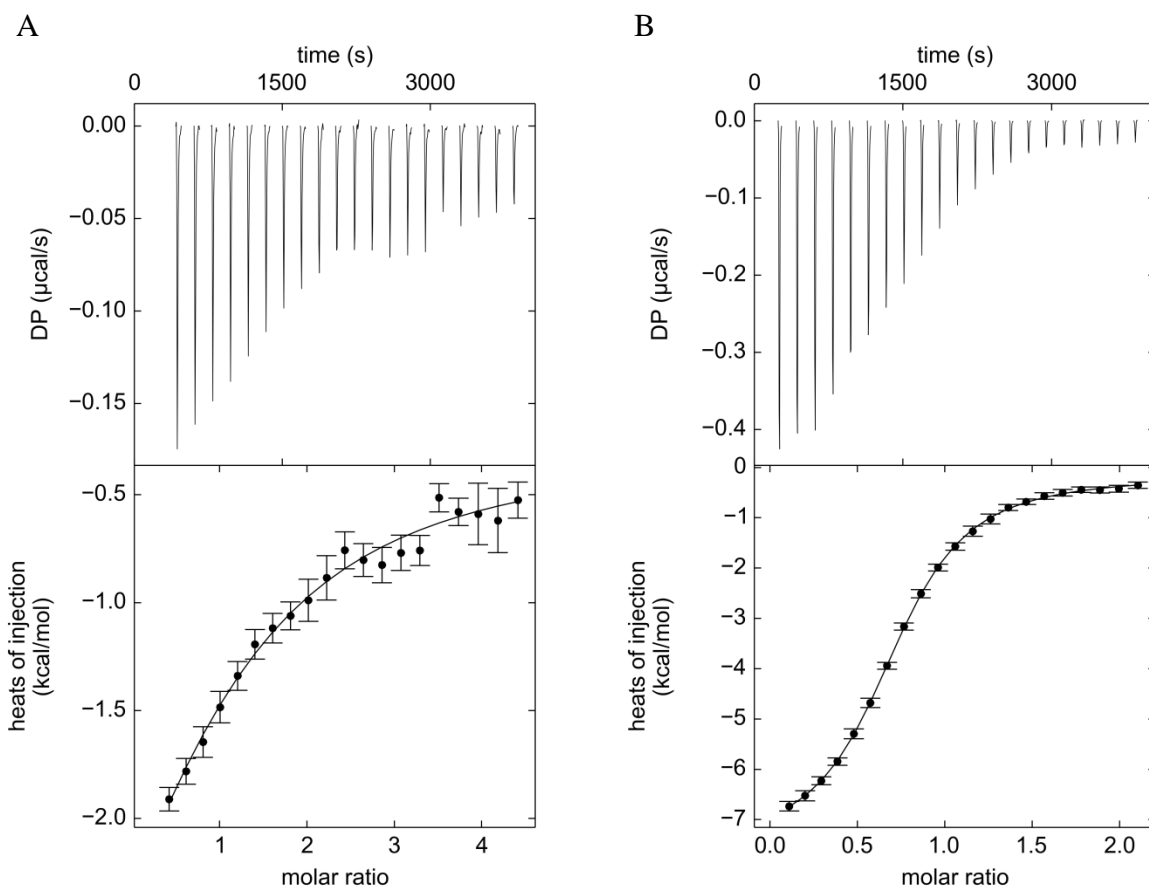 A
B
time (s)
0 1500 3000
0.00
−0.05
−0.10
−0.15
DP (µcal/s)
−0.5
−1.0
−1.5
−2.0
heats of injection
(kcal/mol)
1 2 3 4
molar ratio
time (s)
0 1500 3000
0.0
−0.1
−0.2
−0.3
−0.4
DP (µcal/s)
0
−1
−2
−3
−4
−5
−6
−7
heats of injection
(kcal/mol)
0.0 0.5 1.0 1.5 2.0
molar ratio